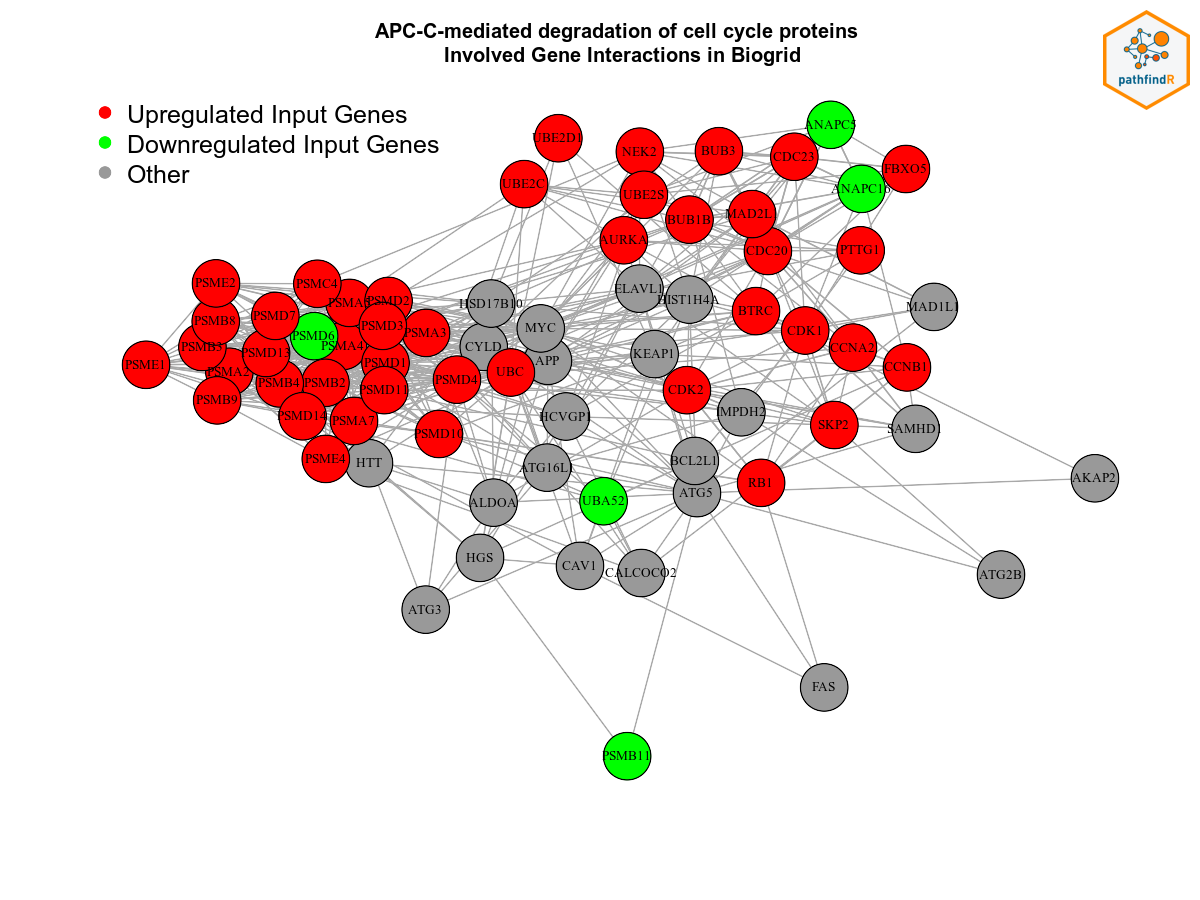 APC-C-mediated degradation of cell cycle proteins
Involved Gene Interactions in Biogrid
pathfindR
Upregulated Input Genes
Downregulated Input Genes
Other
ANAPC5
UBE2D1
NEK2
BUB3
CDC23
FBXO5
UBE2C
UBE2S
ANAPC16
BUB1B
MAD2L
AURKA
CDC20
PTTG1
PSME2
PSMC4
ELAVL1
HIST1H4A
PSMD2
HSD17B10
MAD1L1
BTRC
PSMD7
PSMB8
PSMD3
MYC
CDK1
PSMA3
PSMD6
PSMB3
PSMA4
CYLD
CCNA2
PSMD13
KEAP1
APP
PSMD1
PSME1
CCNB1
PSMA2
UBC
PSMD4
PSMB4
PSMB2
PSMD11
CDK2
PSMB9
IMPDH2
PSMD14
HCVGP1
PSMA7
SKP2
SAMHD1
PSMD10
PSME4
HTT
BCL2L1
ATG16L1
AKAP2
RB1
ATG5
UBA52
ALDOA
HGS
CAV1
CALCOCO2
ATG2B
ATG3
FAS
PSMB11